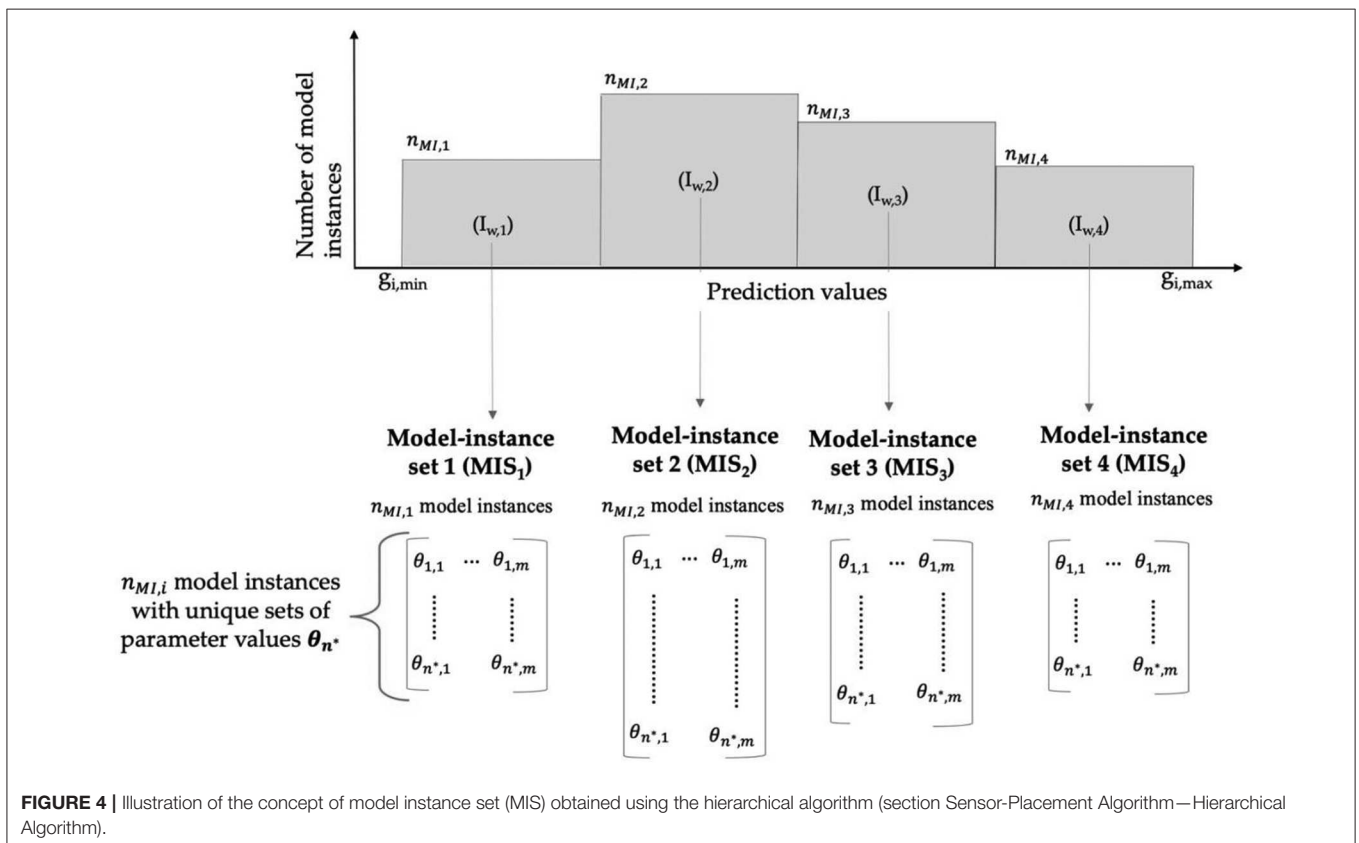 Number of model
instances
n_{MI,1}
n_{MI,2}
n_{MI,3}
n_{MI,4}
(I_{w,1})
(I_{w,2})
(I_{w,3})
(I_{w,4})
g_{i,min}
Prediction values
g_{i,max}
Model-instance
set 1 (MIS_1)
n_{MI,1} model instances
Model-instance
set 2 (MIS_2)
n_{MI,2} model instances
Model-instance
set 3 (MIS_3)
n_{MI,3} model instances
Model-instance
set 4 (MIS_4)
n_{MI,4} model instances
n_{MI,i} model instances
with unique sets of
parameter values θ_{n*}
θ_{1,1} ... θ_{1,m}
θ_{n*,1} θ_{n*,m}
θ_{1,1} ... θ_{1,m}
θ_{n*,1} θ_{n*,m}
θ_{1,1} ... θ_{1,m}
θ_{n*,1} θ_{n*,m}
θ_{1,1} ... θ_{1,m}
θ_{n*,1} θ_{n*,m}
FIGURE 4 | Illustration of the concept of model instance set (MIS) obtained using the hierarchical algorithm (section Sensor-Placement Algorithm—Hierarchical
Algorithm).